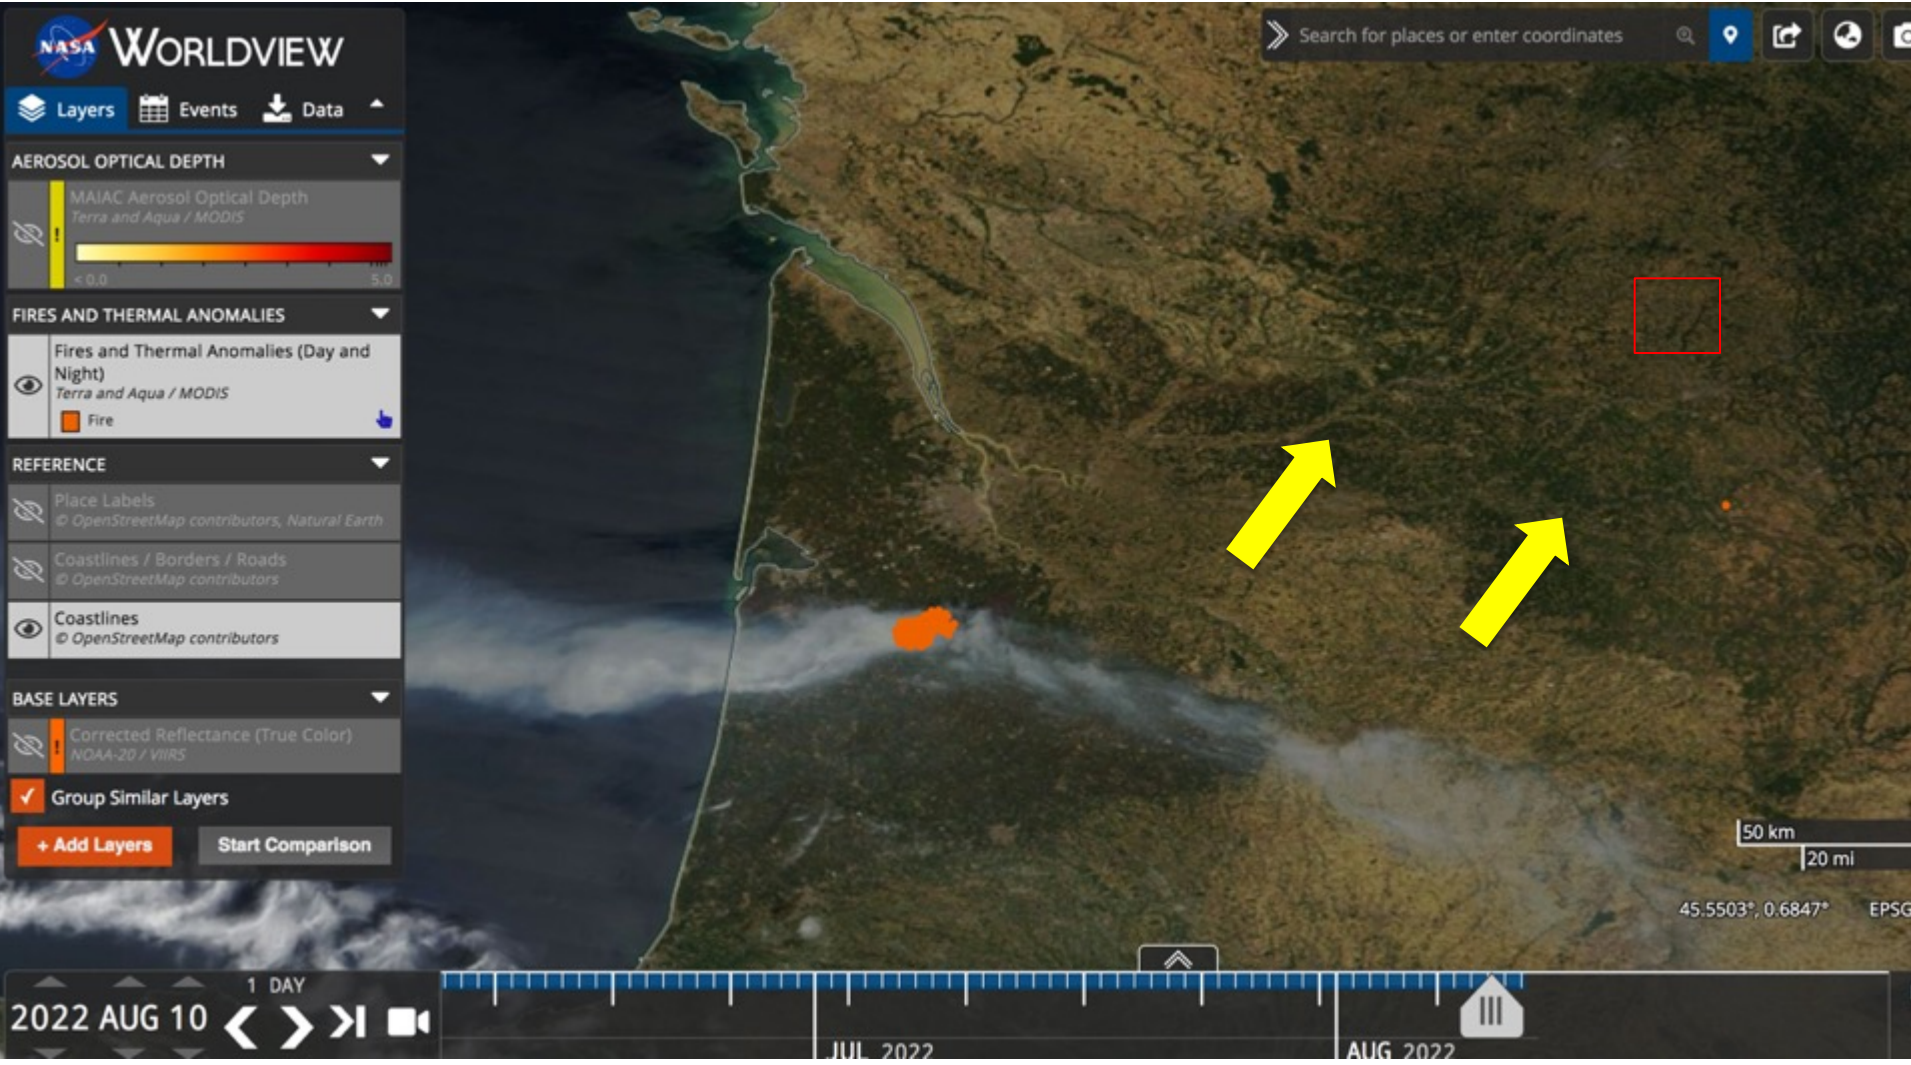 NASA WORLDVIEW
Search for places or enter coordinates
Layers Events Data
AEROSOL OPTICAL DEPTH
MAIAC Aerosol Optical Depth
Terra and Aqua / MODIS
< 0.0 5.0
FIRES AND THERMAL ANOMALIES
Fires and Thermal Anomalies (Day and
Night)
Terra and Aqua / MODIS
Fire
REFERENCE
Place Labels
© OpenStreetMap contributors, Natural Earth
Coastlines / Borders / Roads
© OpenStreetMap contributors
Coastlines
© OpenStreetMap contributors
BASE LAYERS
Corrected Reflectance (True Color)
NOAA-20 / VIIRS
Group Similar Layers
+ Add Layers Start Comparison
50 km
20 mi
45.5503°, 0.6847° EPSG
1 DAY
2022 AUG 10
JUL 2022 AUG 2022